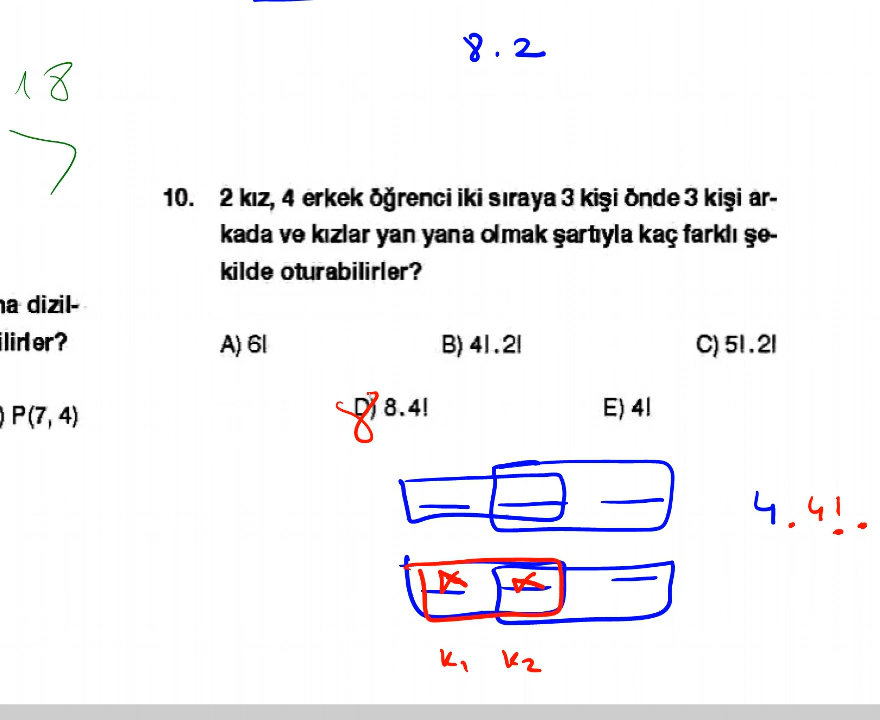 8.2
18
10. 2 kız, 4 erkek öğrenci iki sıraya 3 kişi önde 3 kişi ar-
kada ve kızlar yan yana olmak şartıyla kaç farklı şe-
kilde oturabilirler?
na dizil-
ilirler?
A) 6!
B) 4!.2!
C) 5!.2!
) P(7, 4)
D) 8.4!
E) 4!
4.4!.
K K
K₁ K₂